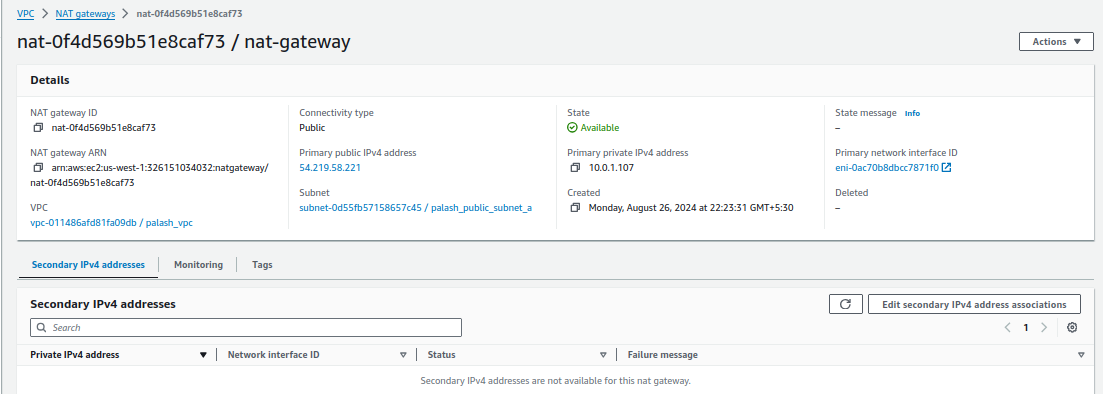 VPC > NAT gateways > nat-0f4d569b51e8caf73
nat-0f4d569b51e8caf73 / nat-gateway
Actions
Details
NAT gateway ID
nat-0f4d569b51e8caf73
Connectivity type
Public
State
Available
State message Info
–
NAT gateway ARN
arn:aws:ec2:us-west-1:326151034032:natgateway/
nat-0f4d569b51e8caf73
Primary public IPv4 address
54.219.58.221
Primary private IPv4 address
10.0.1.107
Primary network interface ID
eni-0ac70b8dbcc7871f0
VPC
vpc-011486afd81fa09db / palash_vpc
Subnet
subnet-0d55fb57158657c45 / palash_public_subnet_a
Created
Monday, August 26, 2024 at 22:23:31 GMT+5:30
Deleted
–
Secondary IPv4 addresses Monitoring Tags
Secondary IPv4 addresses
Edit secondary IPv4 address associations
Search
1
Private IPv4 address Network interface ID Status Failure message
Secondary IPv4 addresses are not available for this nat gateway.